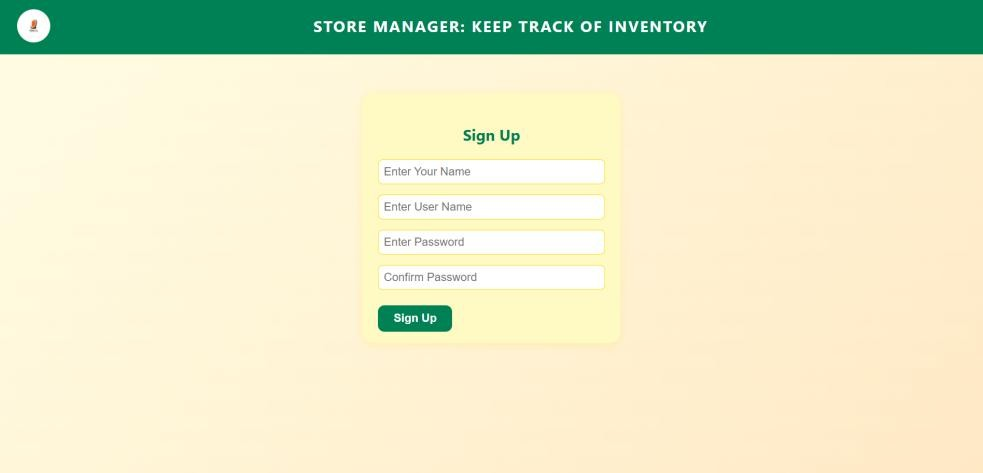 STORE MANAGER: KEEP TRACK OF INVENTORY
Sign Up
Enter Your Name
Enter User Name
Enter Password
Confirm Password
Sign Up